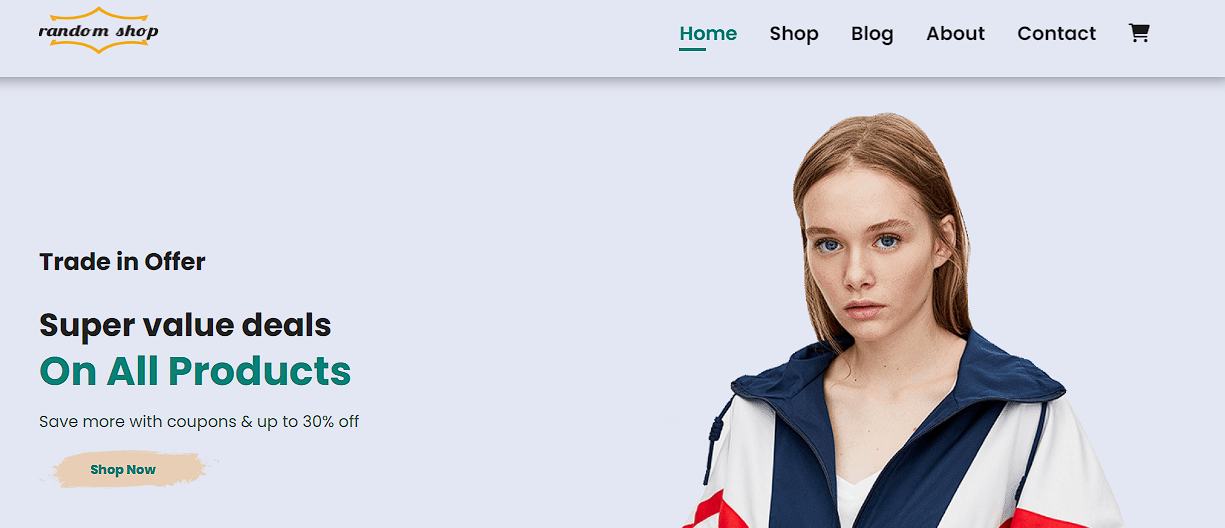 random shop
Home Shop Blog About Contact
Trade in Offer
Super value deals
On All Products
Save more with coupons & up to 30% off
Shop Now